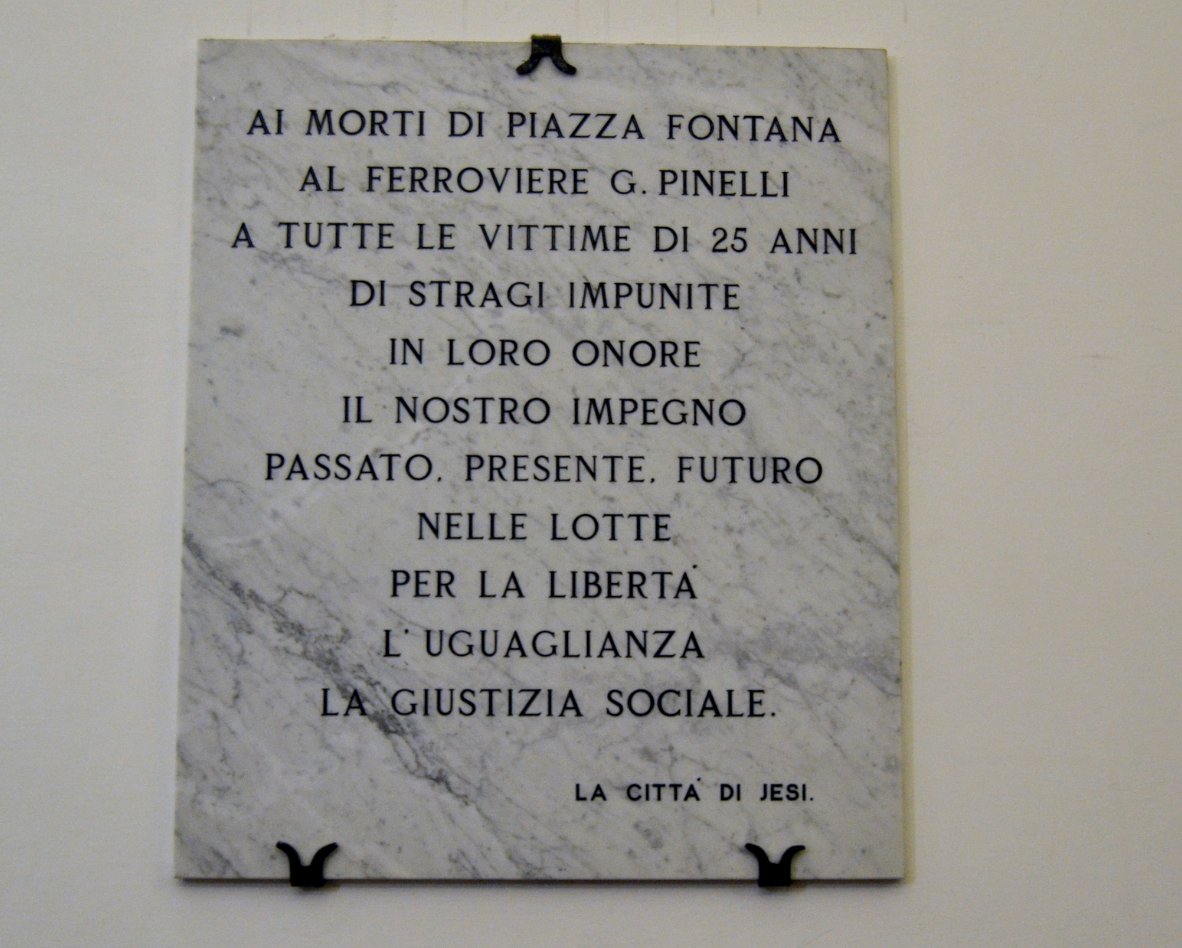 AI MORTI DI PIAZZA FONTANA
AL FERROVIERE G. PINELLI
A TUTTE LE VITTIME DI 25 ANNI
DI STRAGI IMPUNITE
IN LORO ONORE
IL NOSTRO IMPEGNO
PASSATO. PRESENTE. FUTURO
NELLE LOTTE
PER LA LIBERTA'
L'UGUAGLIANZA
LA GIUSTIZIA SOCIALE.
LA CITTA' DI JESI.